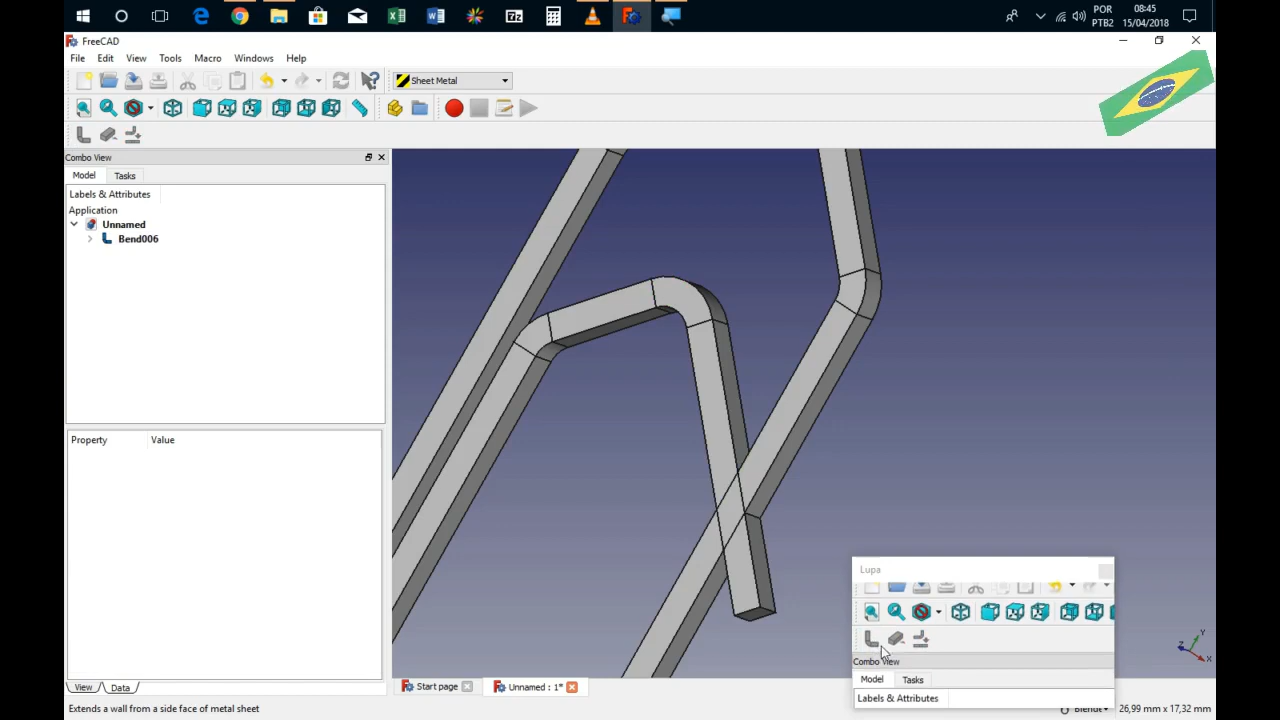 POR
PTB2
08:45
15/04/2018
FreeCAD
File Edit View Tools Macro Windows Help
Sheet Metal
Combo View
Model Tasks
Labels & Attributes
Application
Unnamed
Bend006
Property Value
View Data
Start page
Unnamed : 1*
Lupa
Combo View
Model Tasks
Labels & Attributes
Extends a wall from a side face of metal sheet
26,99 mm x 17,32 mm